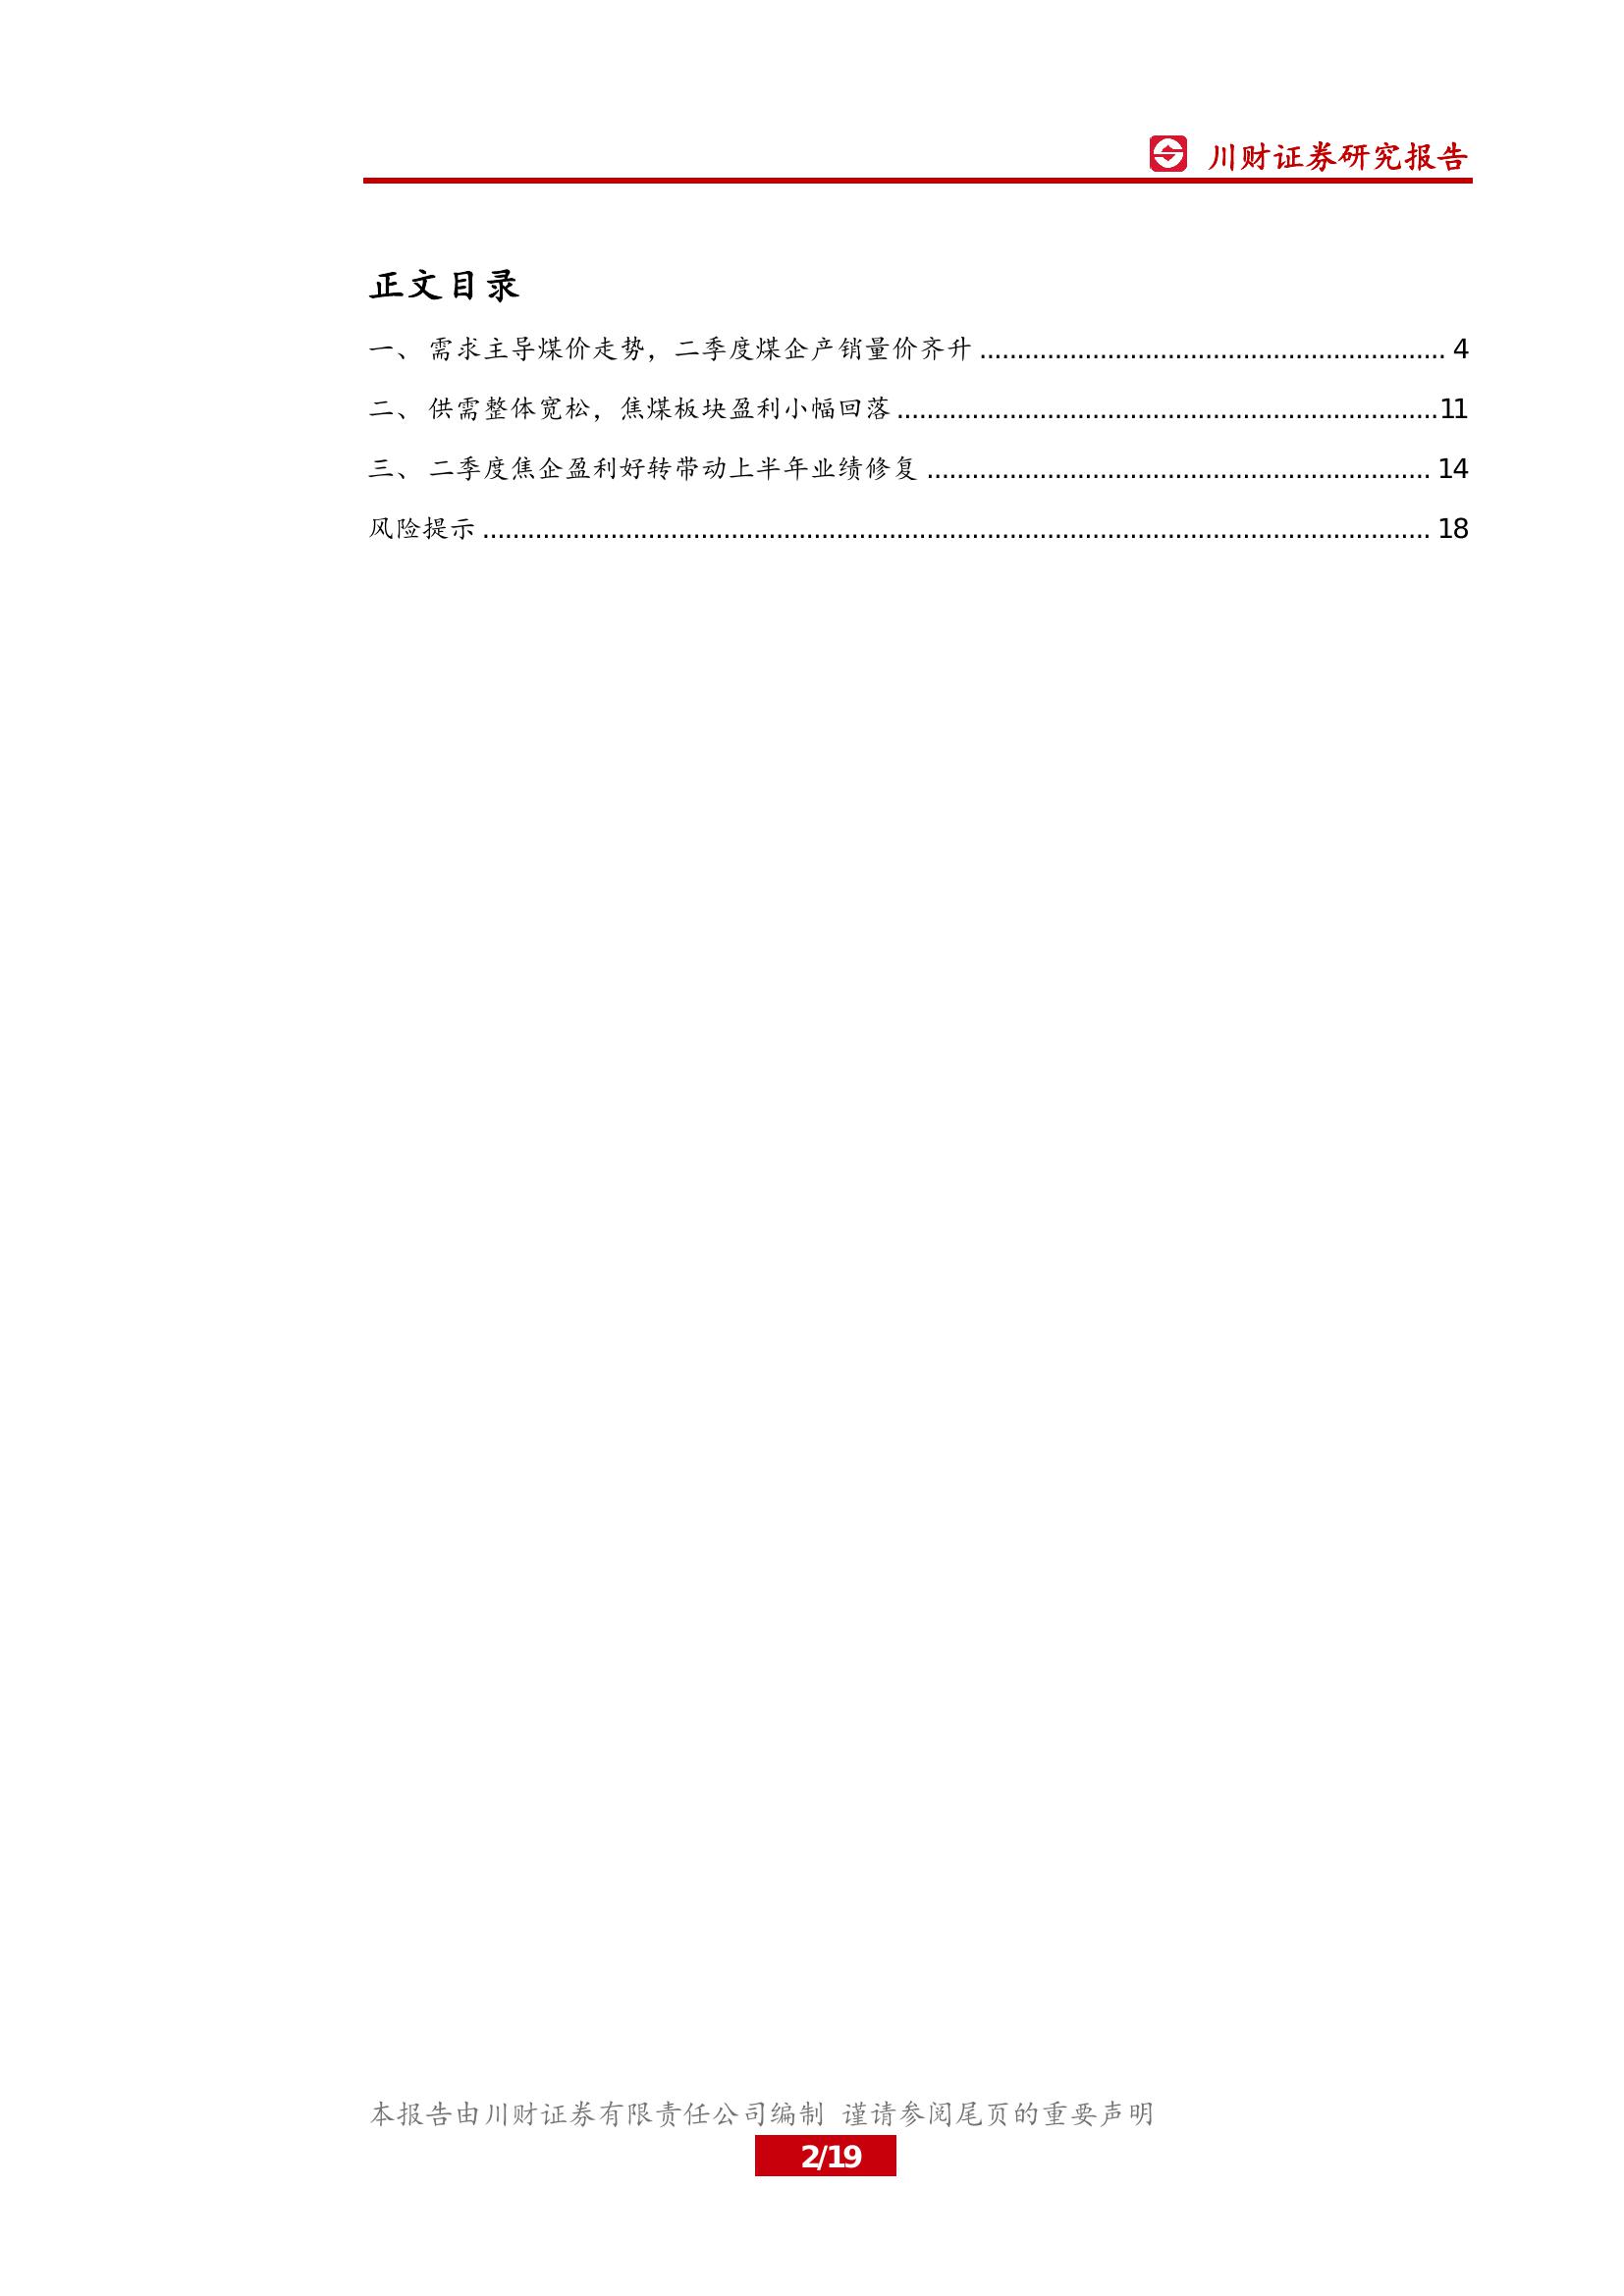 川财证券研究报告
正文目录
一、 需求主导煤价走势，二季度煤企产销量价齐升 ............................................................ 4
二、 供需整体宽松，焦煤板块盈利小幅回落 .....................................................................11
三、 二季度焦企盈利好转带动上半年业绩修复 ................................................................. 14
风险提示 .......................................................................................................................... 18
本报告由川财证券有限责任公司编制 谨请参阅尾页的重要声明
2/19